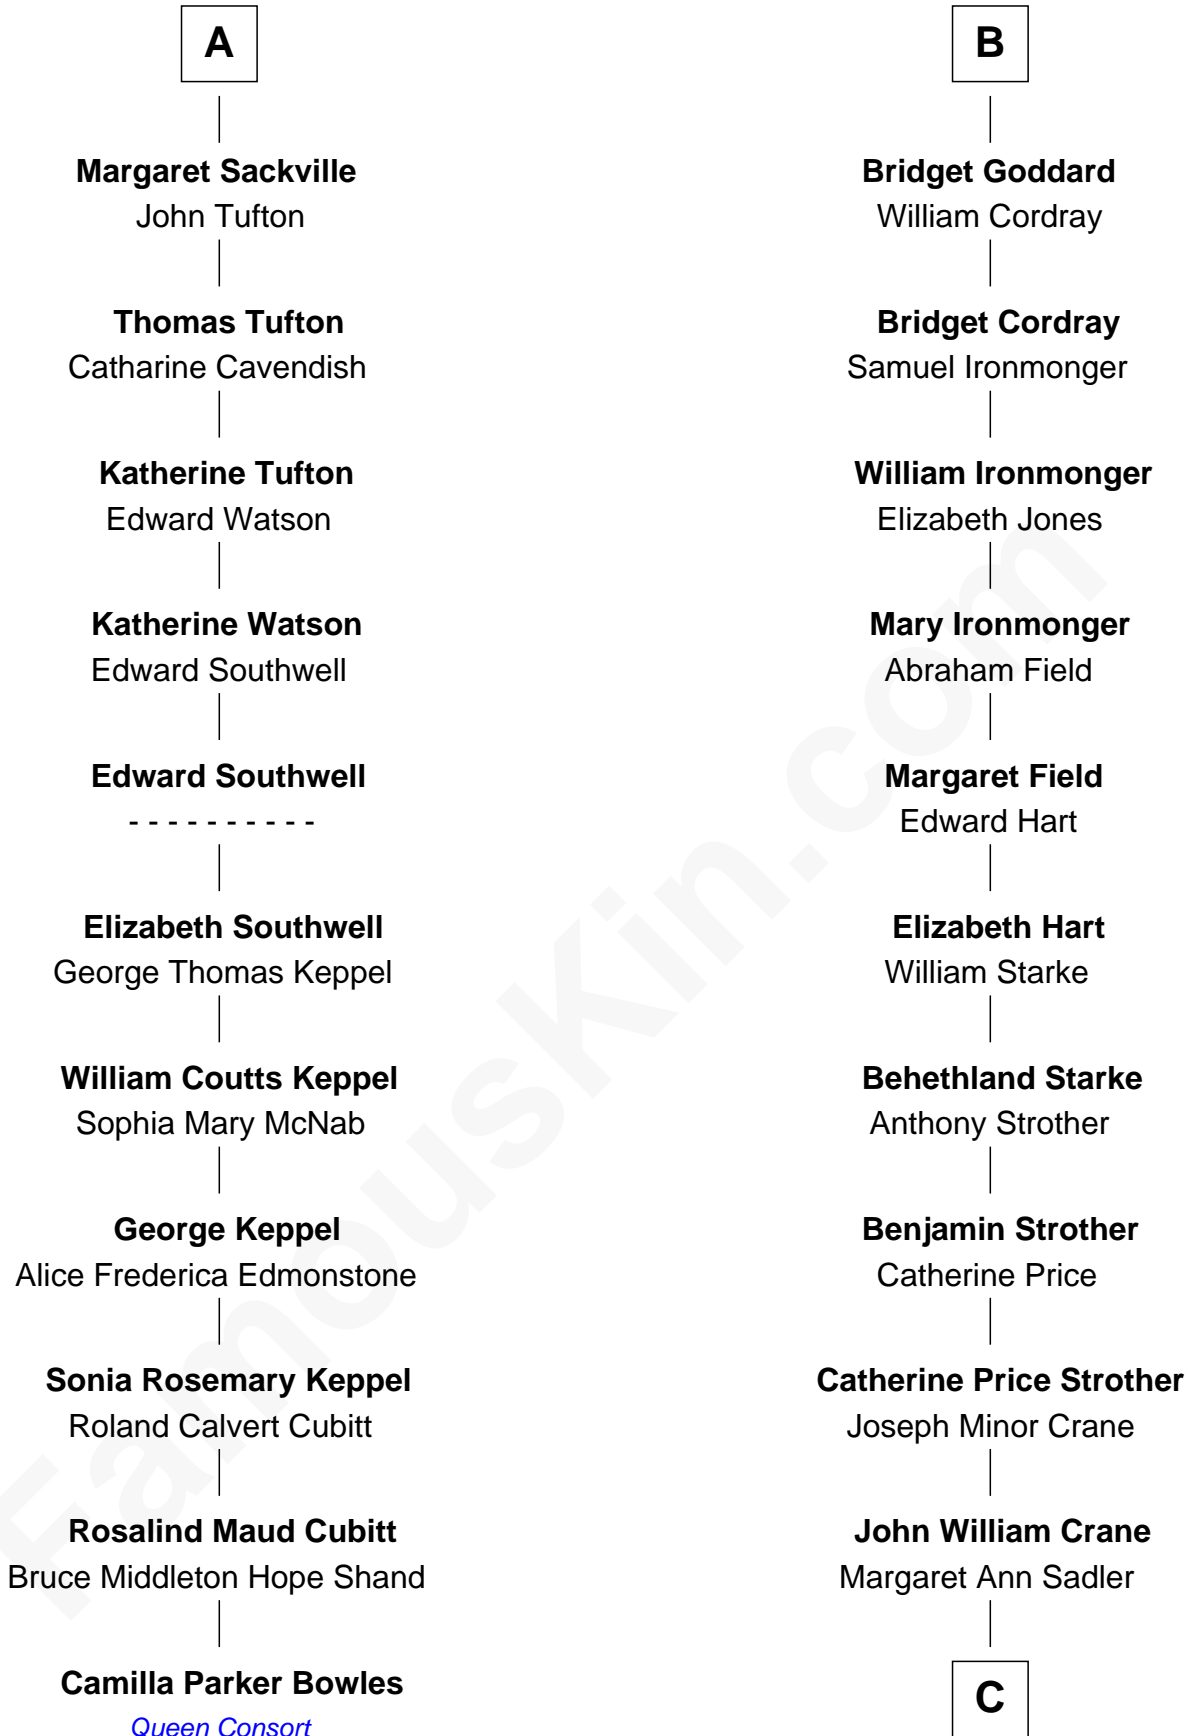 A
Margaret Sackville
John Tufton
Thomas Tufton
Catharine Cavendish
Katherine Tufton
Edward Watson
Katherine Watson
Edward Southwell
Edward Southwell
- - - - - - - - - -
Elizabeth Southwell
George Thomas Keppel
William Coutts Keppel
Sophia Mary McNab
George Keppel
Alice Frederica Edmonstone
Sonia Rosemary Keppel
Roland Calvert Cubitt
Rosalind Maud Cubitt
Bruce Middleton Hope Shand
Camilla Parker Bowles
Queen Consort
B
Bridget Goddard
William Cordray
Bridget Cordray
Samuel Ironmonger
William Ironmonger
Elizabeth Jones
Mary Ironmonger
Abraham Field
Margaret Field
Edward Hart
Elizabeth Hart
William Starke
Behethland Starke
Anthony Strother
Benjamin Strother
Catherine Price
Catherine Price Strother
Joseph Minor Crane
John William Crane
Margaret Ann Sadler
C
FamousKin.com